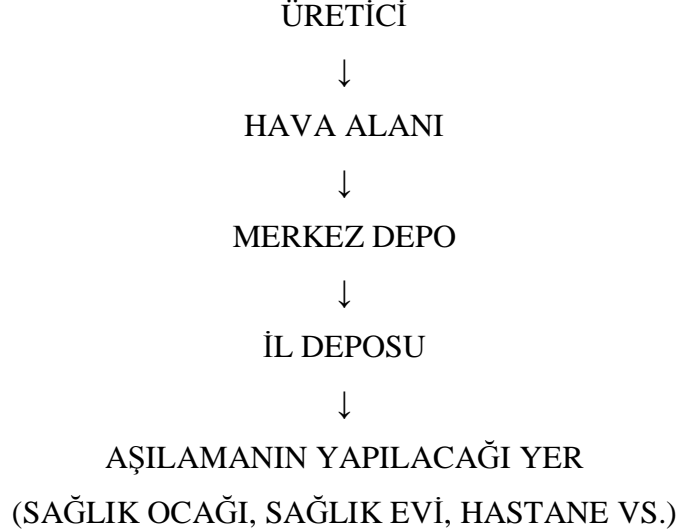 ÜRETİCİ
↓
HAVA ALANI
↓
MERKEZ DEPO
↓
İL DEPOSU
↓
AŞILAMANIN YAPILACAĞI YER
(SAĞLIK OCAĞI, SAĞLIK EVİ, HASTANE VS.)